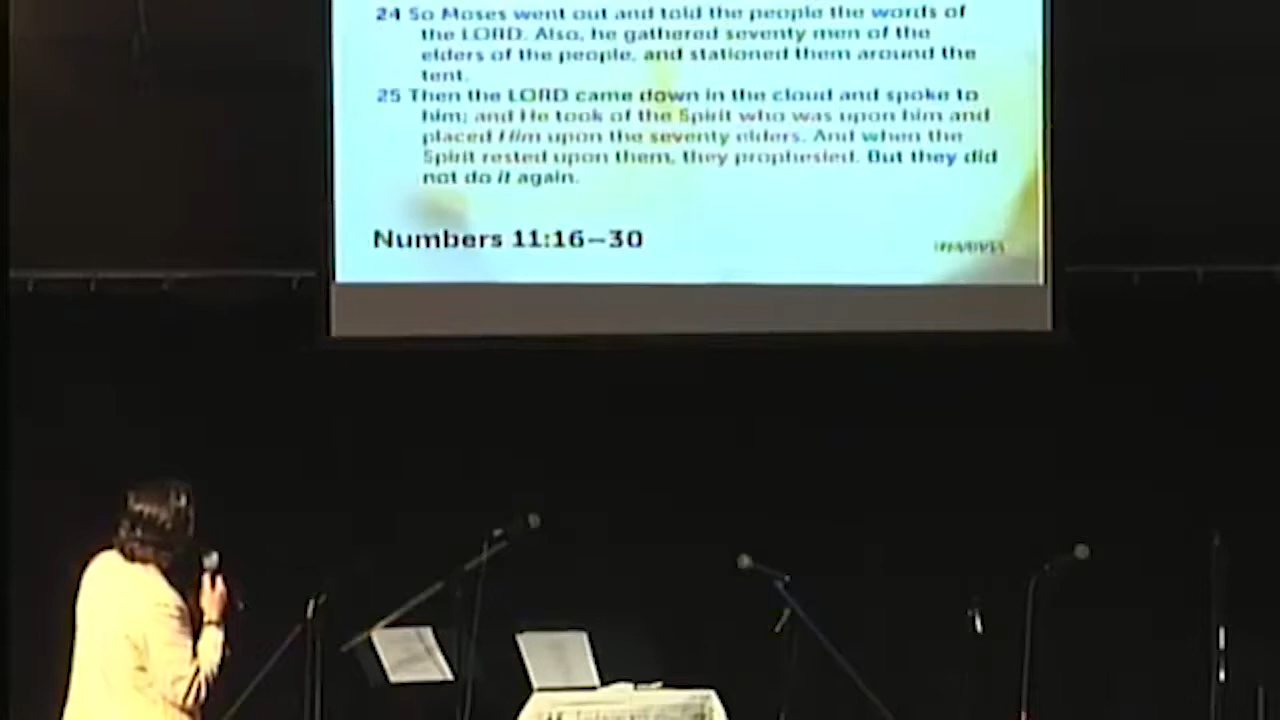 24 So Moses went out and told the people the words of
the LORD. Also, he gathered seventy men of the
elders of the people, and stationed them around the
tent.
25 Then the LORD came down in the cloud and spoke to
him; and He took of the Spirit who was upon him and
placed Him upon the seventy elders. And when the
Spirit rested upon them, they prophesied. But they did
not do it again.
Numbers 11:16–30